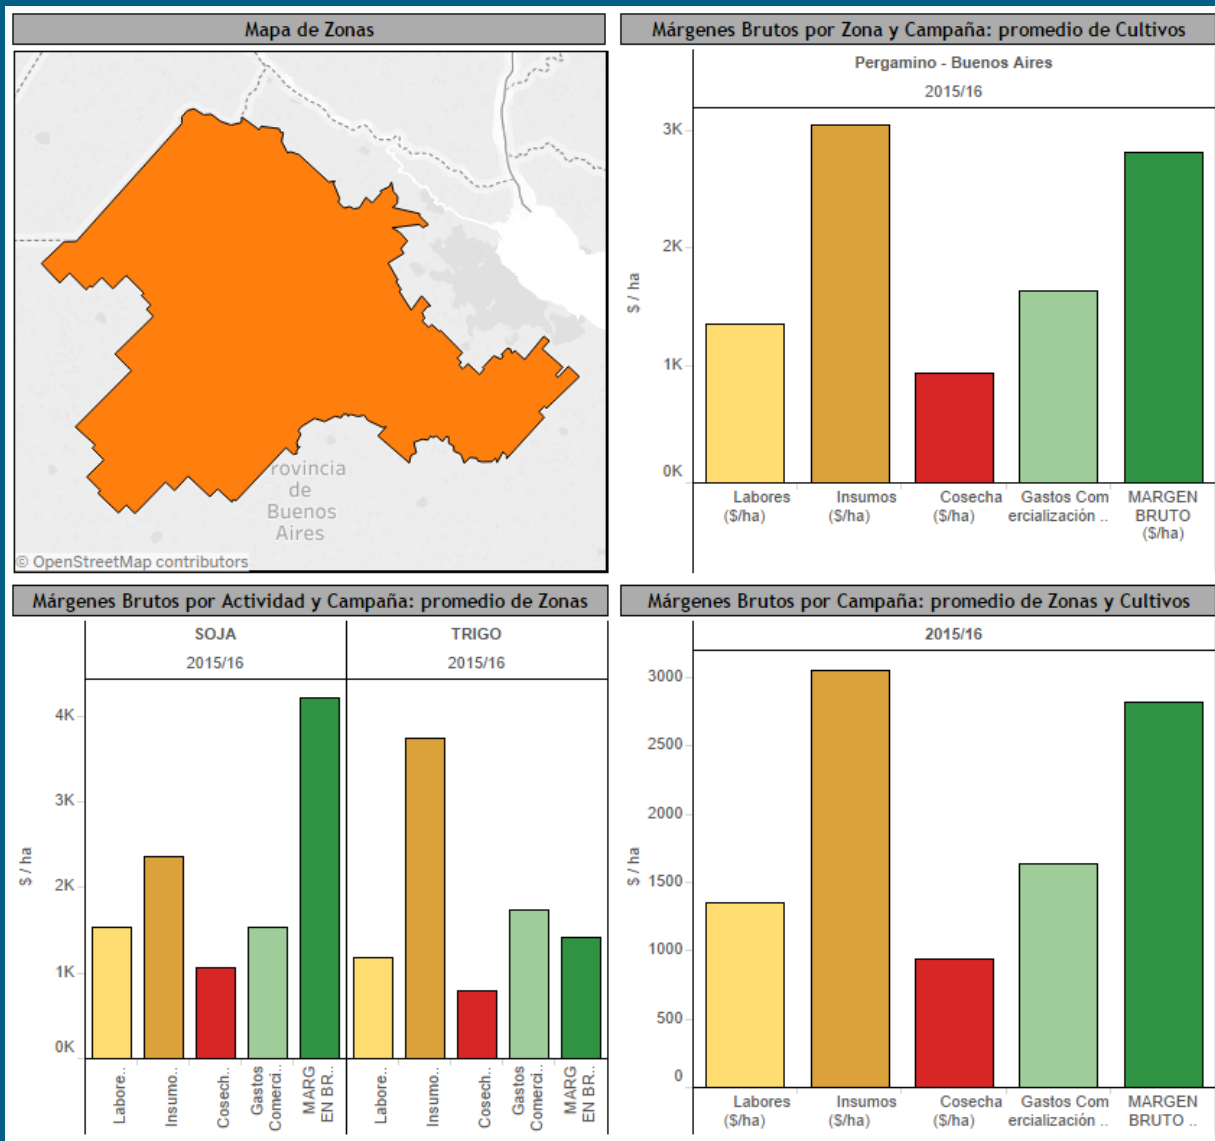 Mapa de Zonas
rovincia
de
Buenos
Aires
© OpenStreetMap contributors
Márgenes Brutos por Zona y Campaña: promedio de Cultivos
Pergamino - Buenos Aires
2015/16
3K
2K
1K
0K
$ / ha
Labores
($/ha)
Insumos
($/ha)
Cosecha
($/ha)
Gastos Com
ercialización ..
MARGEN
BRUTO
($/ha)
Márgenes Brutos por Actividad y Campaña: promedio de Zonas
SOJA
2015/16
TRIGO
2015/16
4K
3K
2K
1K
0K
$ / ha
Labore..
Insumo..
Cosech..
Gastos
Comerci..
MARG
EN BR..
Labore..
Insumo..
Cosech..
Gastos
Comerci..
MARG
EN BR..
Márgenes Brutos por Campaña: promedio de Zonas y Cultivos
2015/16
3000
2500
2000
1500
1000
500
0
$ / ha
Labores
($/ha)
Insumos
($/ha)
Cosecha
($/ha)
Gastos Com
ercialización ..
MARGEN
BRUTO ..